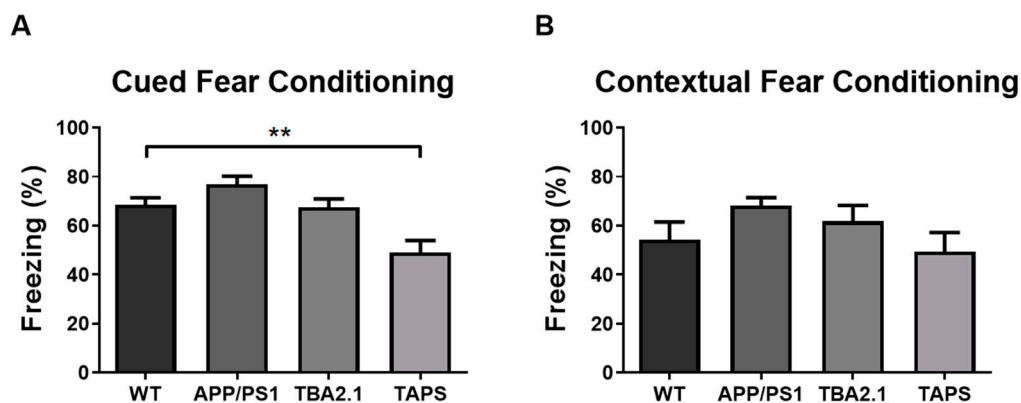 A
Cued Fear Conditioning
**
Freezing (%)
100
80
60
40
20
0
WT APP/PS1 TBA2.1 TAPS
B
Contextual Fear Conditioning
Freezing (%)
100
80
60
40
20
0
WT APP/PS1 TBA2.1 TAPS